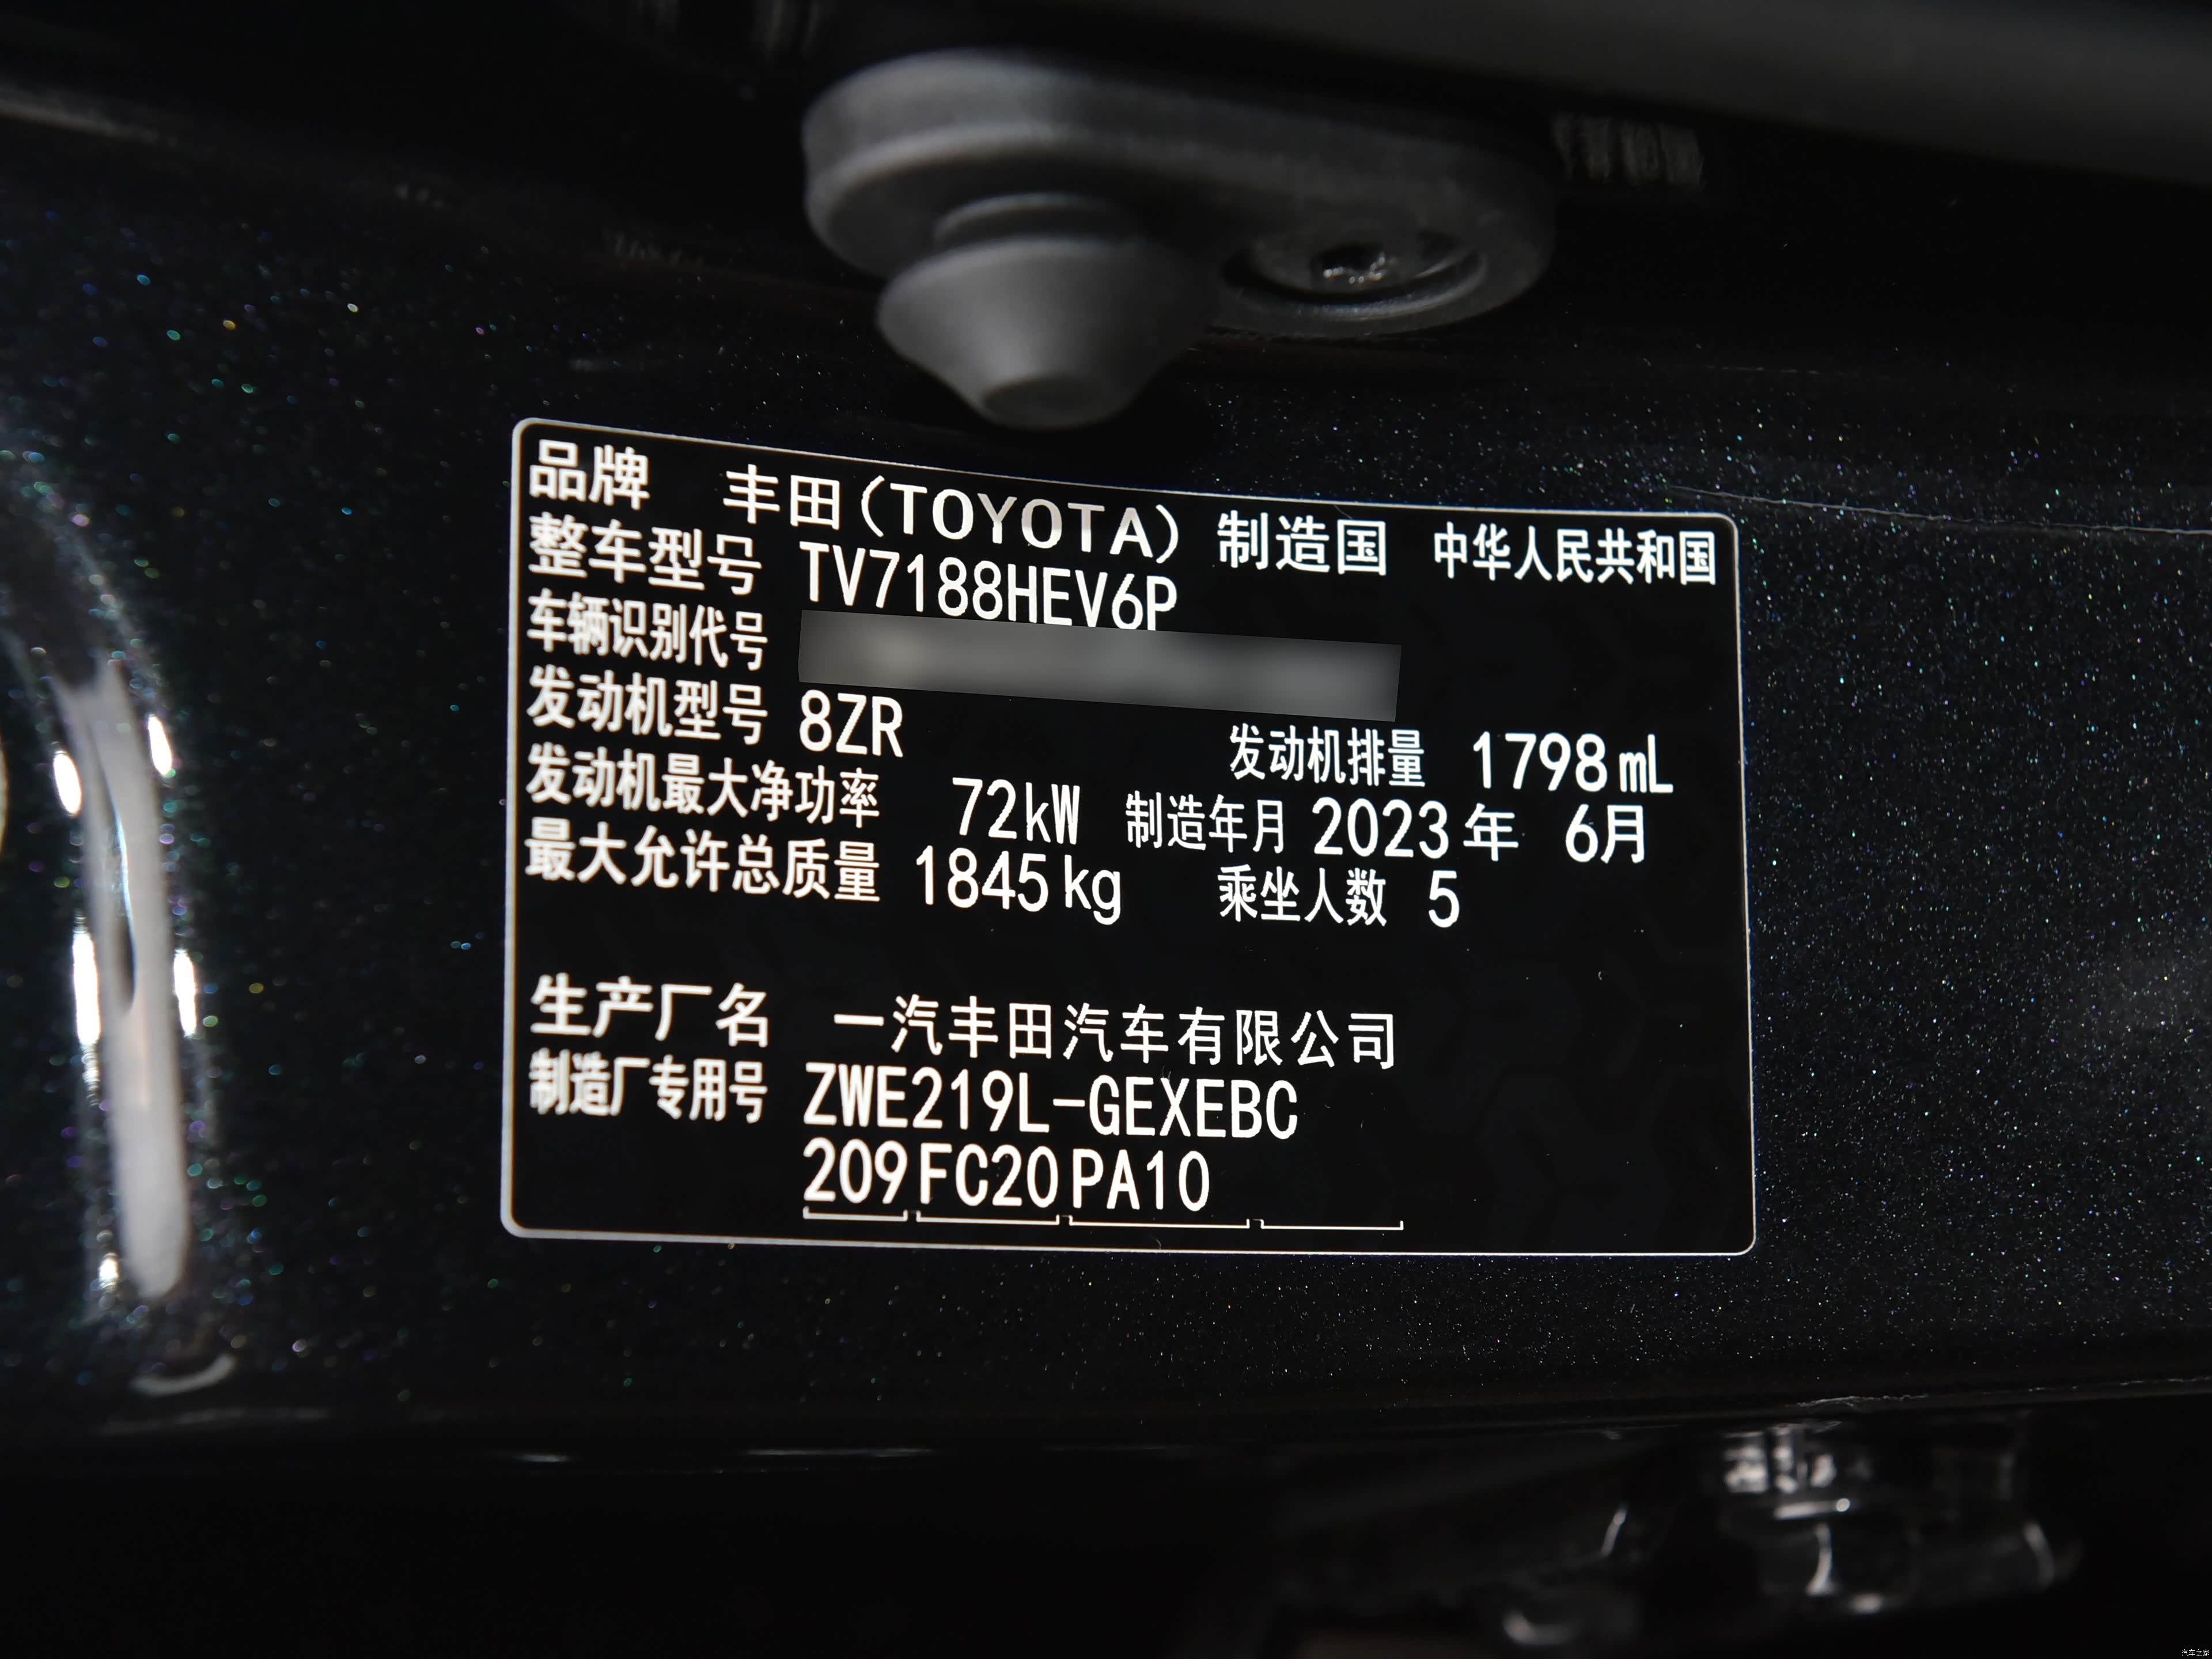 品牌 丰田(TOYOTA) 制造国 中华人民共和国
整车型号 TV7188HEV6P
车辆识别代号
发动机型号 8ZR 发动机排量 1798mL
发动机最大净功率 72kW 制造年月 2023年 6月
最大允许总质量 1845kg 乘坐人数 5
生产厂名 一汽丰田汽车有限公司
制造厂专用号 ZWE219L-GEXEBC
209 FC20 PA10
汽车之家